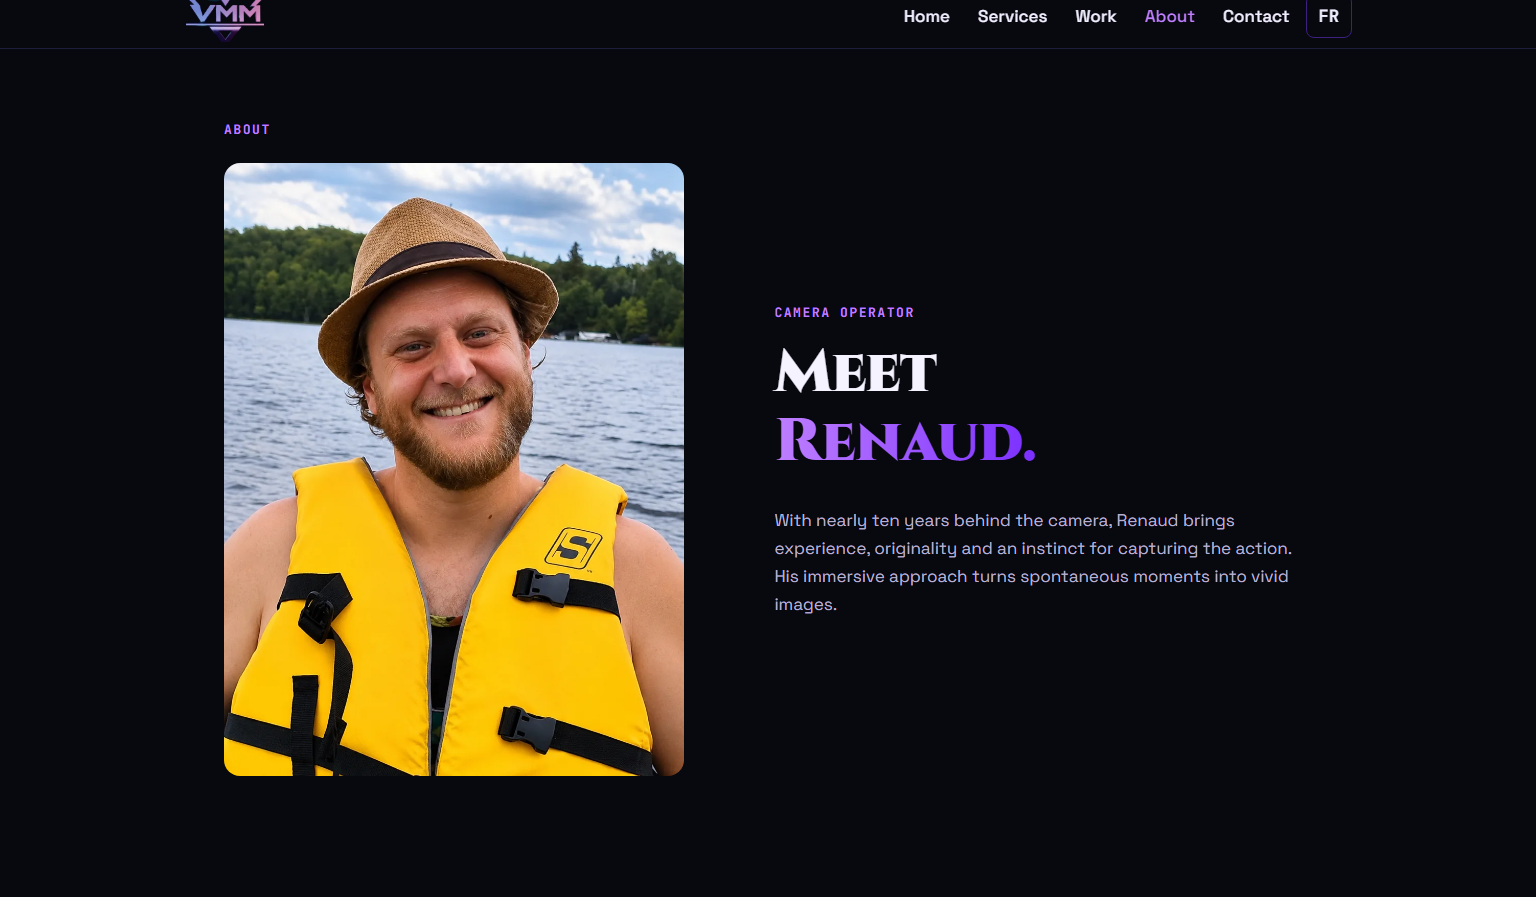 VMM
Home Services Work About Contact FR
ABOUT
CAMERA OPERATOR
Meet
Renaud.
With nearly ten years behind the camera, Renaud brings
experience, originality and an instinct for capturing the action.
His immersive approach turns spontaneous moments into vivid
images.
S